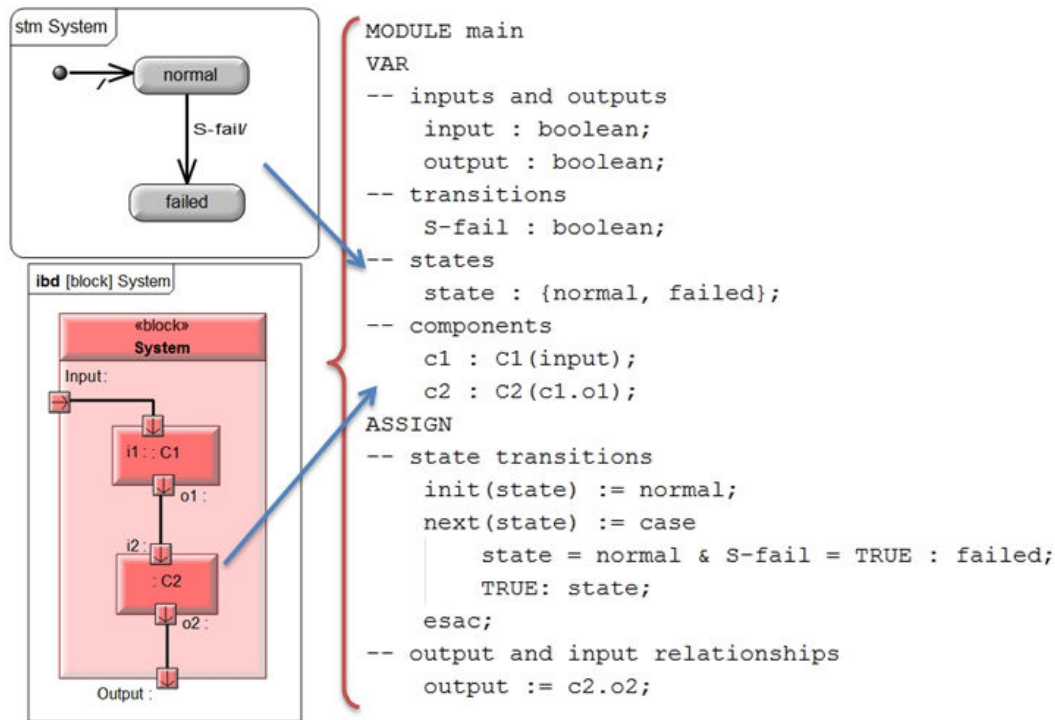 stm System
normal
S-fail/
failed
ibd [block] System
«block»
System
Input:
i1 : : C1
o1 :
i2 :
: C2
o2 :
Output :
MODULE main
VAR
-- inputs and outputs
input : boolean;
output : boolean;
-- transitions
S-fail : boolean;
-- states
state : {normal, failed};
-- components
c1 : C1(input);
c2 : C2(c1.o1);
ASSIGN
-- state transitions
init(state) := normal;
next(state) := case
state = normal & S-fail = TRUE : failed;
TRUE: state;
esac;
-- output and input relationships
output := c2.o2;